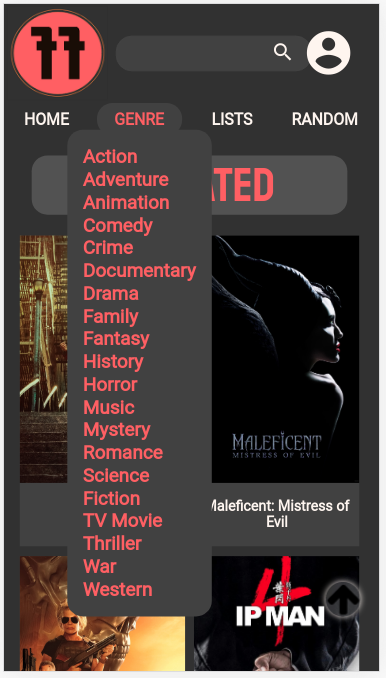 HOME GENRE LISTS RANDOM
ATED
Action
Adventure
Animation
Comedy
Crime
Documentary
Drama
Family
Fantasy
History
Horror
Music
Mystery
Romance
Science
Fiction
TV Movie
Thriller
War
Western
MALEFICENT
MISTRESS OF EVIL
Maleficent: Mistress of
Evil
4
IP MAN